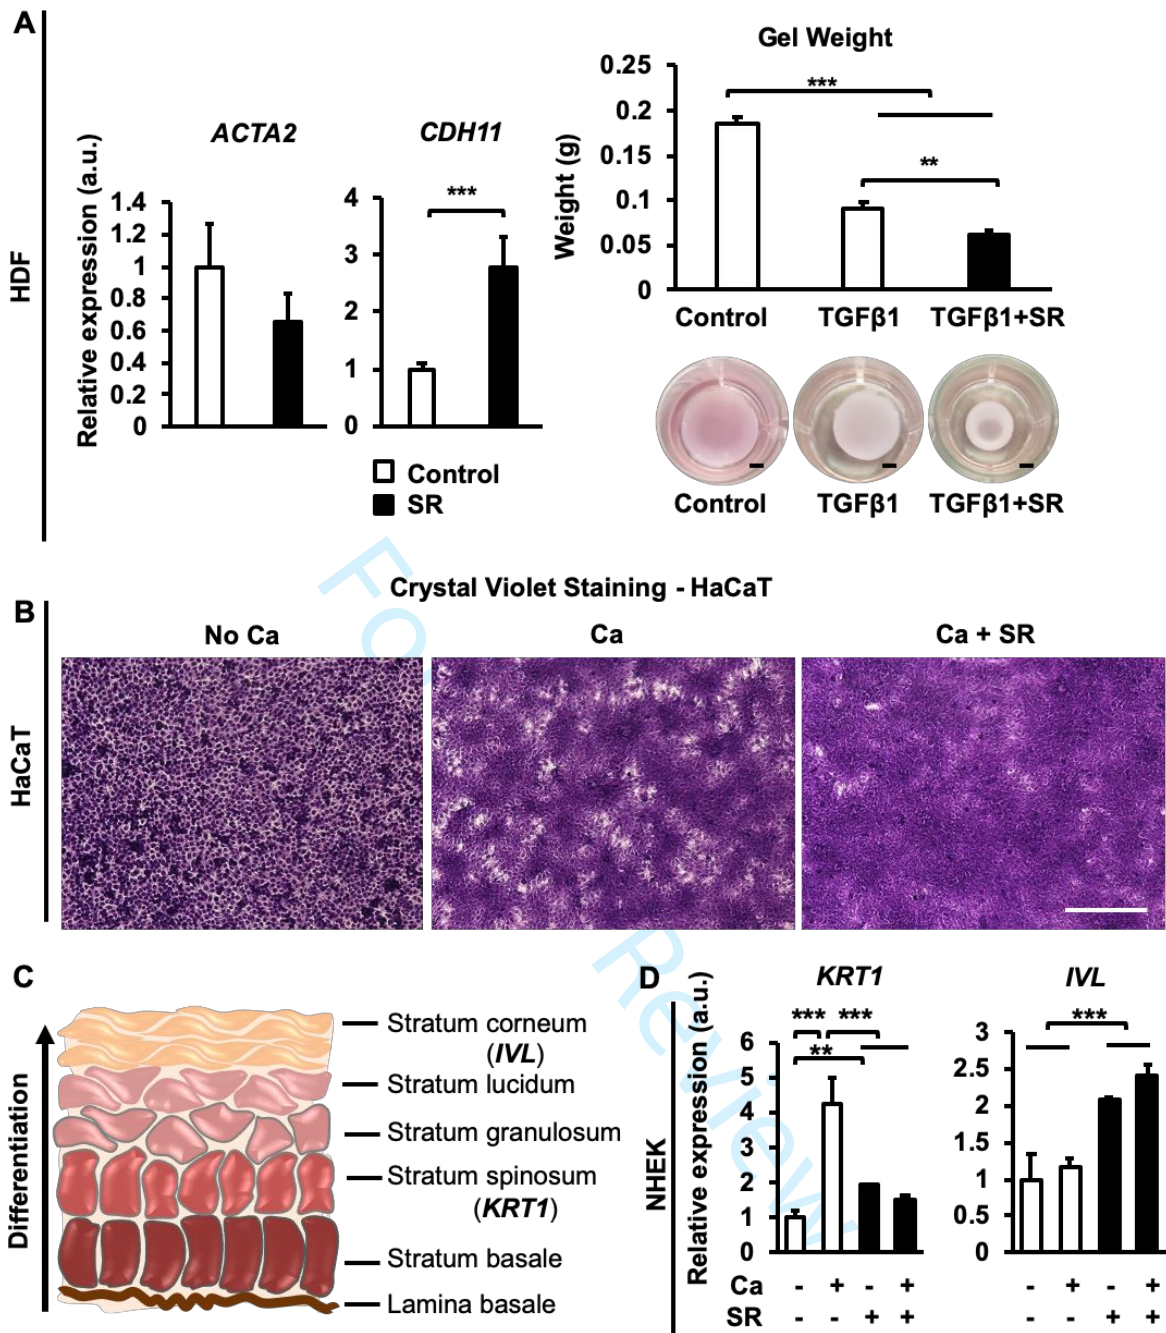 A
HDF
ACTA2
Relative expression (a.u.)
1.4
1.2
1
0.8
0.6
0.4
0.2
0
CDH11
***
4
3
2
1
0
Control
SR
Gel Weight
Weight (g)
0.25
0.2
0.15
0.1
0.05
0
***
**
Control TGFβ1 TGFβ1+SR
Control TGFβ1 TGFβ1+SR
B
Crystal Violet Staining - HaCaT
No Ca Ca Ca + SR
HaCaT
C
Differentiation
Stratum corneum
(IVL)
Stratum lucidum
Stratum granulosum
Stratum spinosum
(KRT1)
Stratum basale
Lamina basale
D
NHEK
KRT1
Relative expression (a.u.)
*** ***
**
6
5
4
3
2
1
0
IVL
***
3
2.5
2
1.5
1
0.5
0
Ca - + - + - + - +
SR - - + + - - + +
Review